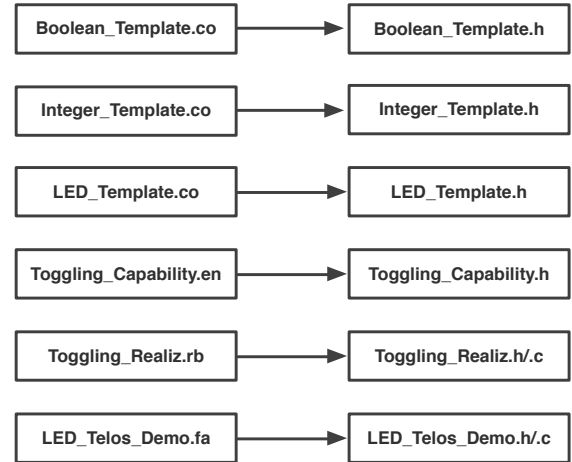 Boolean_Template.co Boolean_Template.h
Integer_Template.co Integer_Template.h
LED_Template.co LED_Template.h
Toggling_Capability.en Toggling_Capability.h
Toggling_Realiz.rb Toggling_Realiz.h/.c
LED_Telos_Demo.fa LED_Telos_Demo.h/.c